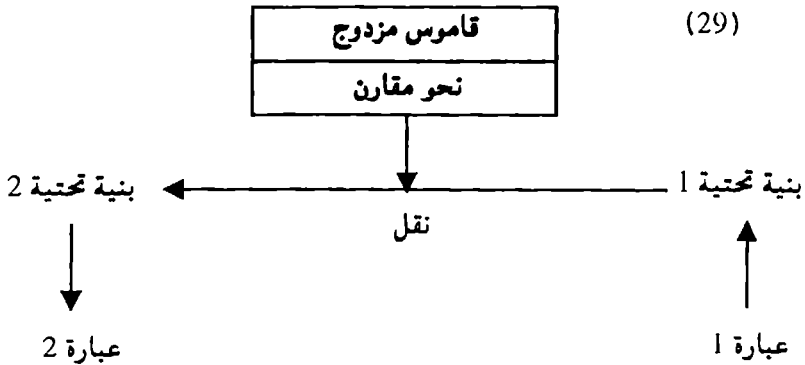 (29)
قاموس مزدوج
نحو مقارن
بنية تحتية 1
بنية تحتية 2
نقل
عبارة 1
عبارة 2